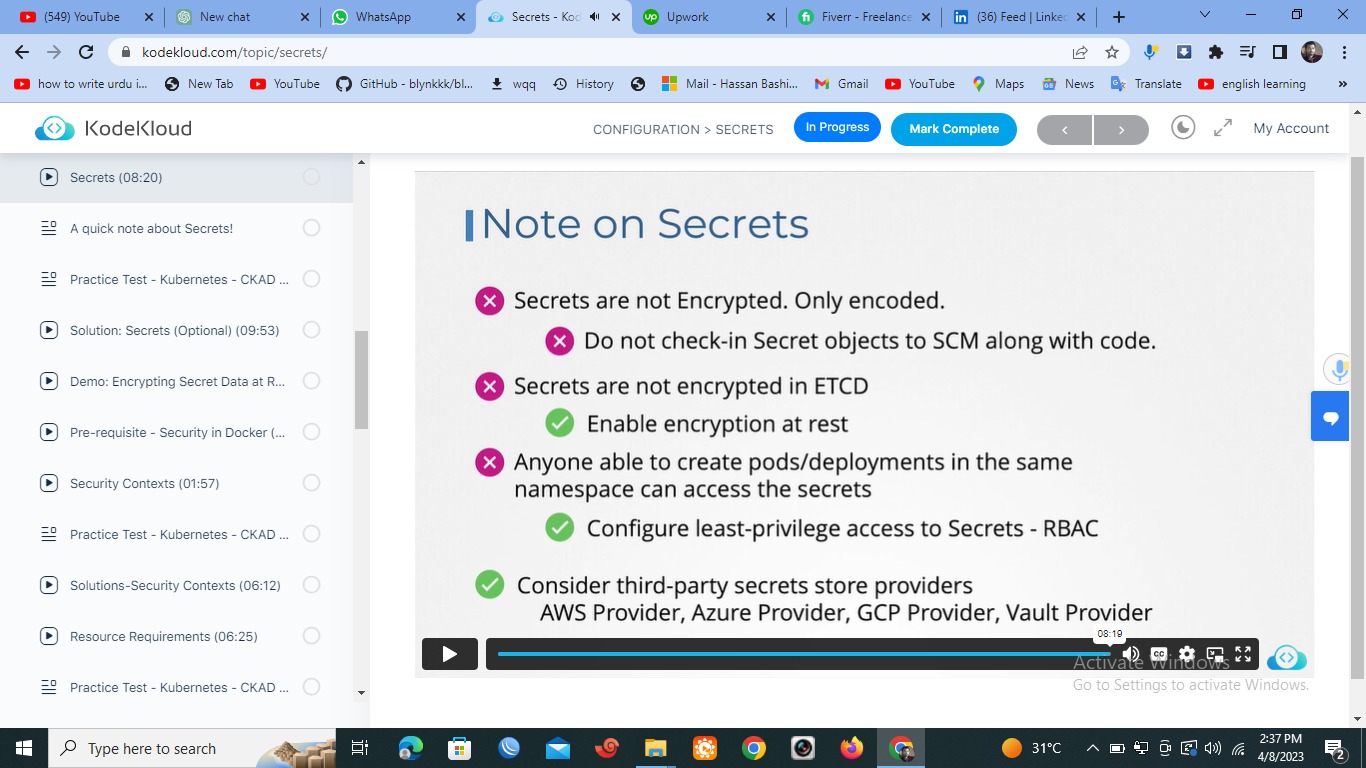 (549) YouTube
New chat
WhatsApp
Secrets - Kod
Upwork
Fiverr - Freelance
(36) Feed | Linked
kodekloud.com/topic/secrets/
how to write urdu i...
New Tab
YouTube
GitHub - blynkkk/bl...
wqq
History
Mail - Hassan Bashi...
Gmail
YouTube
Maps
News
Translate
english learning
»
KodeKloud
CONFIGURATION > SECRETS
In Progress
Mark Complete
<
>
My Account
Secrets (08:20)
A quick note about Secrets!
Practice Test - Kubernetes - CKAD ...
Solution: Secrets (Optional) (09:53)
Demo: Encrypting Secret Data at R...
Pre-requisite - Security in Docker (...
Security Contexts (01:57)
Practice Test - Kubernetes - CKAD ...
Solutions-Security Contexts (06:12)
Resource Requirements (06:25)
Practice Test - Kubernetes - CKAD ...
Note on Secrets
Secrets are not Encrypted. Only encoded.
Do not check-in Secret objects to SCM along with code.
Secrets are not encrypted in ETCD
Enable encryption at rest
Anyone able to create pods/deployments in the same
namespace can access the secrets
Configure least-privilege access to Secrets - RBAC
Consider third-party secrets store providers
AWS Provider, Azure Provider, GCP Provider, Vault Provider
08:19
CC
Activate Windows
Go to Settings to activate Windows.
Type here to search
31°C
2:37 PM
4/8/2023
2